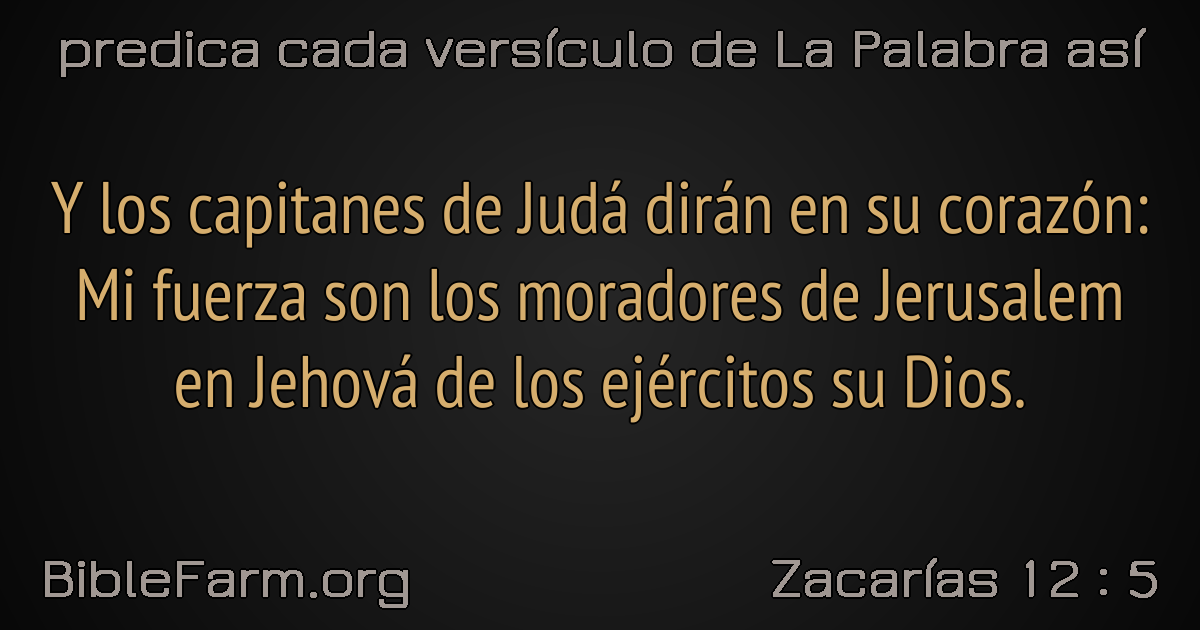 predica cada versículo de La Palabra así
Y los capitanes de Judá dirán en su corazón:
Mi fuerza son los moradores de Jerusalem
en Jehová de los ejércitos su Dios.
BibleFarm.org
Zacarías 12 : 5